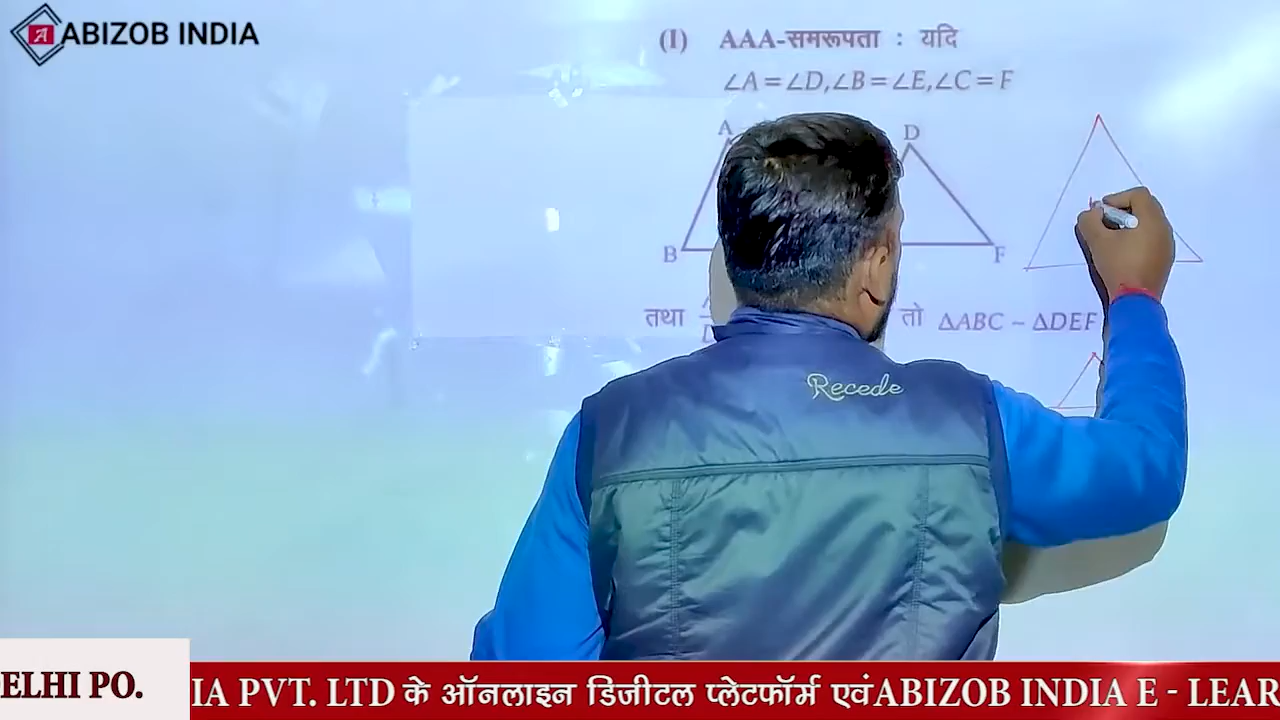 ABIZOB INDIA
(I) AAA-समरूपता : यदि
∠A=∠D,∠B=∠E,∠C=F
A
D
B
F
तथा
तो ΔABC ~ ΔDEF
Recede
ELHI PO.
IA PVT. LTD के ऑनलाइन डिजीटल प्लेटफॉर्म एवं ABIZOB INDIA E - LEAR